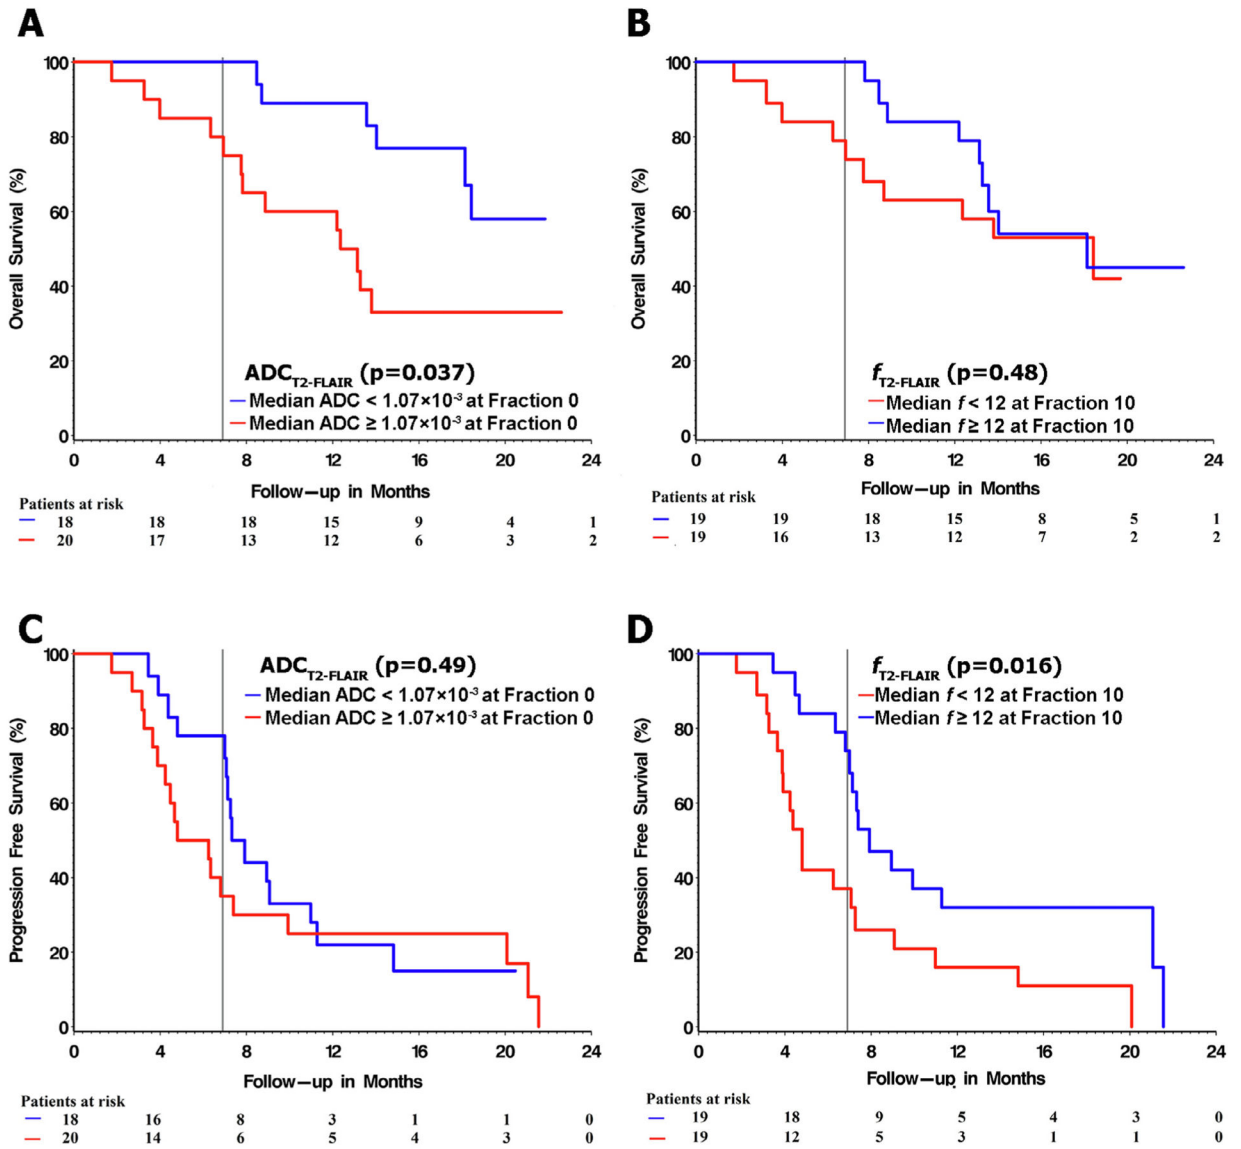 A
100
80
60
40
20
0
Overall Survival (%)
ADC T2-FLAIR (p=0.037)
Median ADC < 1.07×10-3 at Fraction 0
Median ADC ≥ 1.07×10-3 at Fraction 0
0 4 8 12 16 20 24
Follow–up in Months
Patients at risk
18 18 18 15 9 4 1
20 17 13 12 6 3 2
B
100
80
60
40
20
0
Overall Survival (%)
f T2-FLAIR (p=0.48)
Median f < 12 at Fraction 10
Median f ≥ 12 at Fraction 10
0 4 8 12 16 20 24
Follow–up in Months
Patients at risk
19 19 18 15 8 5 1
19 16 13 12 7 2 2
C
100
80
60
40
20
0
Progression Free Survival (%)
ADC T2-FLAIR (p=0.49)
Median ADC < 1.07×10-3 at Fraction 0
Median ADC ≥ 1.07×10-3 at Fraction 0
0 4 8 12 16 20 24
Follow–up in Months
Patients at risk
18 16 8 3 1 1 0
20 14 6 5 4 3 0
D
100
80
60
40
20
0
Progression Free Survival (%)
f T2-FLAIR (p=0.016)
Median f < 12 at Fraction 10
Median f ≥ 12 at Fraction 10
0 4 8 12 16 20 24
Follow–up in Months
Patients at risk
19 18 9 5 4 3 0
19 12 5 3 1 1 0